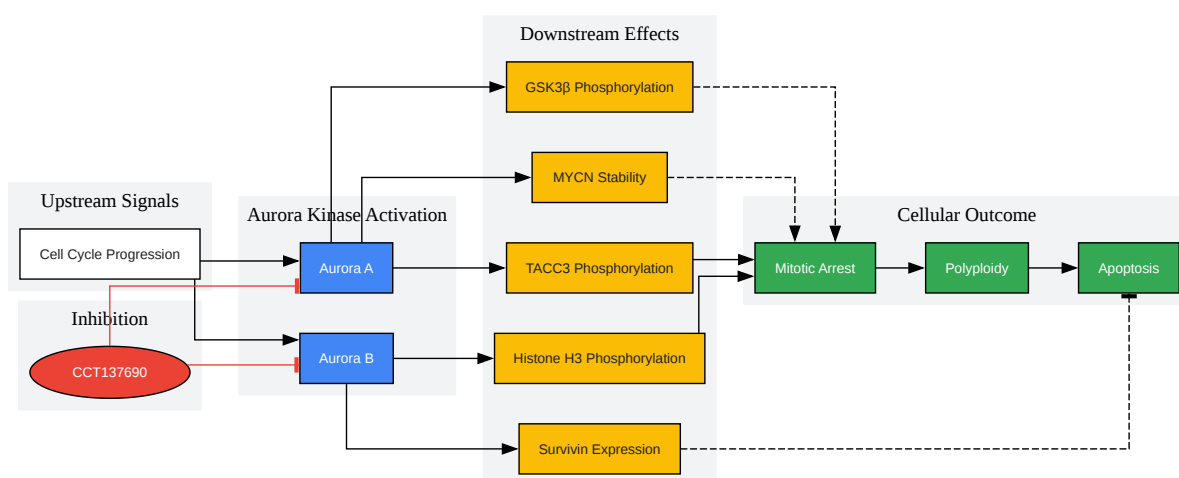 Upstream Signals
Cell Cycle Progression
Inhibition
CCT137690
Aurora Kinase Activation
Aurora A
Aurora B
Downstream Effects
GSK3β Phosphorylation
MYCN Stability
TACC3 Phosphorylation
Histone H3 Phosphorylation
Survivin Expression
Cellular Outcome
Mitotic Arrest
Polyploidy
Apoptosis